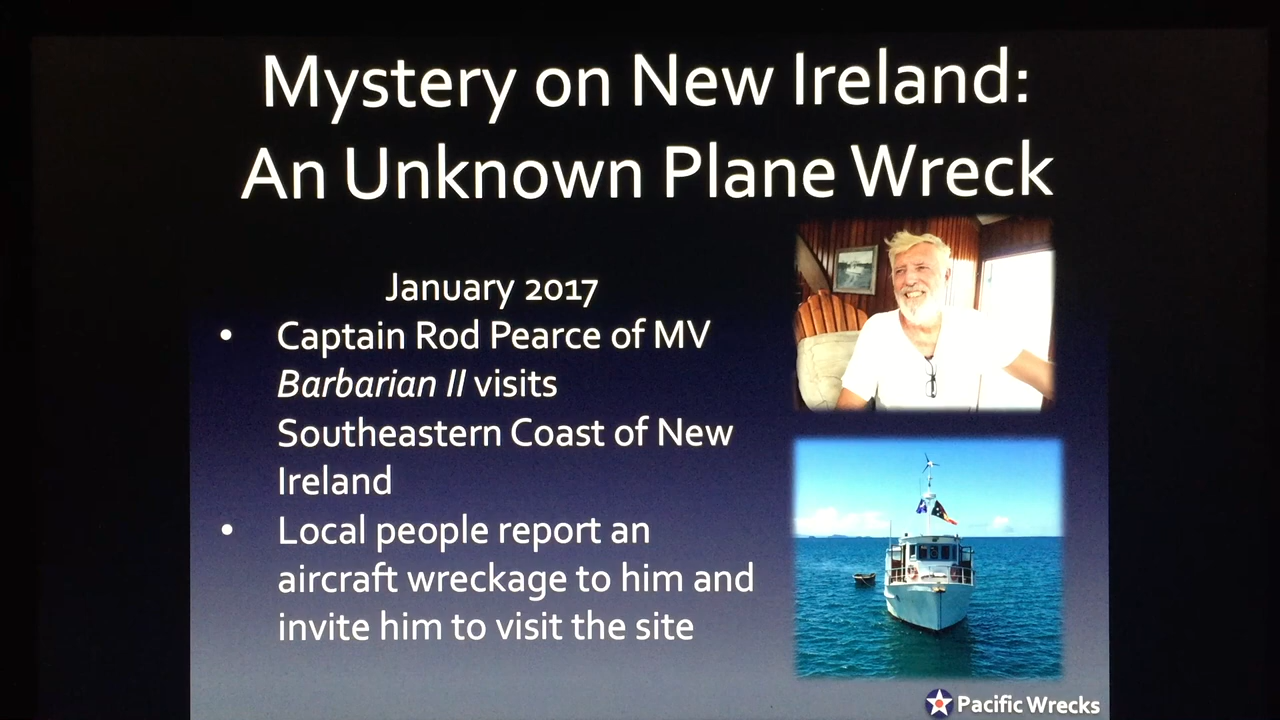 Mystery on New Ireland:
An Unknown Plane Wreck
January 2017
• Captain Rod Pearce of MV
Barbarian II visits
Southeastern Coast of New
Ireland
• Local people report an
aircraft wreckage to him and
invite him to visit the site
Pacific Wrecks